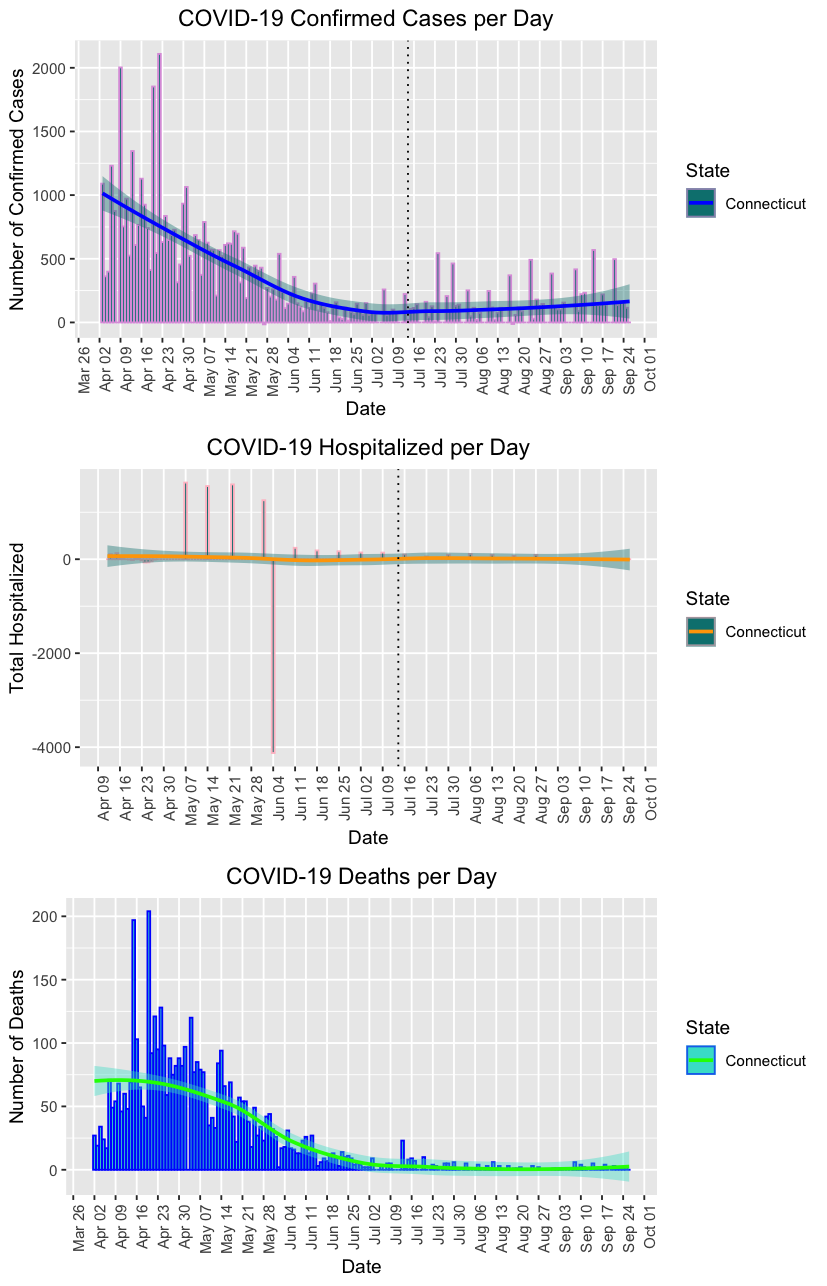 COVID-19 Confirmed Cases per Day
Number of Confirmed Cases
2000
1500
1000
500
0
Mar 26 Apr 02 Apr 09 Apr 16 Apr 23 Apr 30 May 07 May 14 May 21 May 28 Jun 04 Jun 11 Jun 18 Jun 25 Jul 02 Jul 09 Jul 16 Jul 23 Jul 30 Aug 06 Aug 13 Aug 20 Aug 27 Sep 03 Sep 10 Sep 17 Sep 24 Oct 01
Date
State
Connecticut
COVID-19 Hospitalized per Day
Total Hospitalized
0
-2000
-4000
Apr 09 Apr 16 Apr 23 Apr 30 May 07 May 14 May 21 May 28 Jun 04 Jun 11 Jun 18 Jun 25 Jul 02 Jul 09 Jul 16 Jul 23 Jul 30 Aug 06 Aug 13 Aug 20 Aug 27 Sep 03 Sep 10 Sep 17 Sep 24 Oct 01
Date
State
Connecticut
COVID-19 Deaths per Day
Number of Deaths
200
150
100
50
0
Mar 26 Apr 02 Apr 09 Apr 16 Apr 23 Apr 30 May 07 May 14 May 21 May 28 Jun 04 Jun 11 Jun 18 Jun 25 Jul 02 Jul 09 Jul 16 Jul 23 Jul 30 Aug 06 Aug 13 Aug 20 Aug 27 Sep 03 Sep 10 Sep 17 Sep 24 Oct 01
Date
State
Connecticut